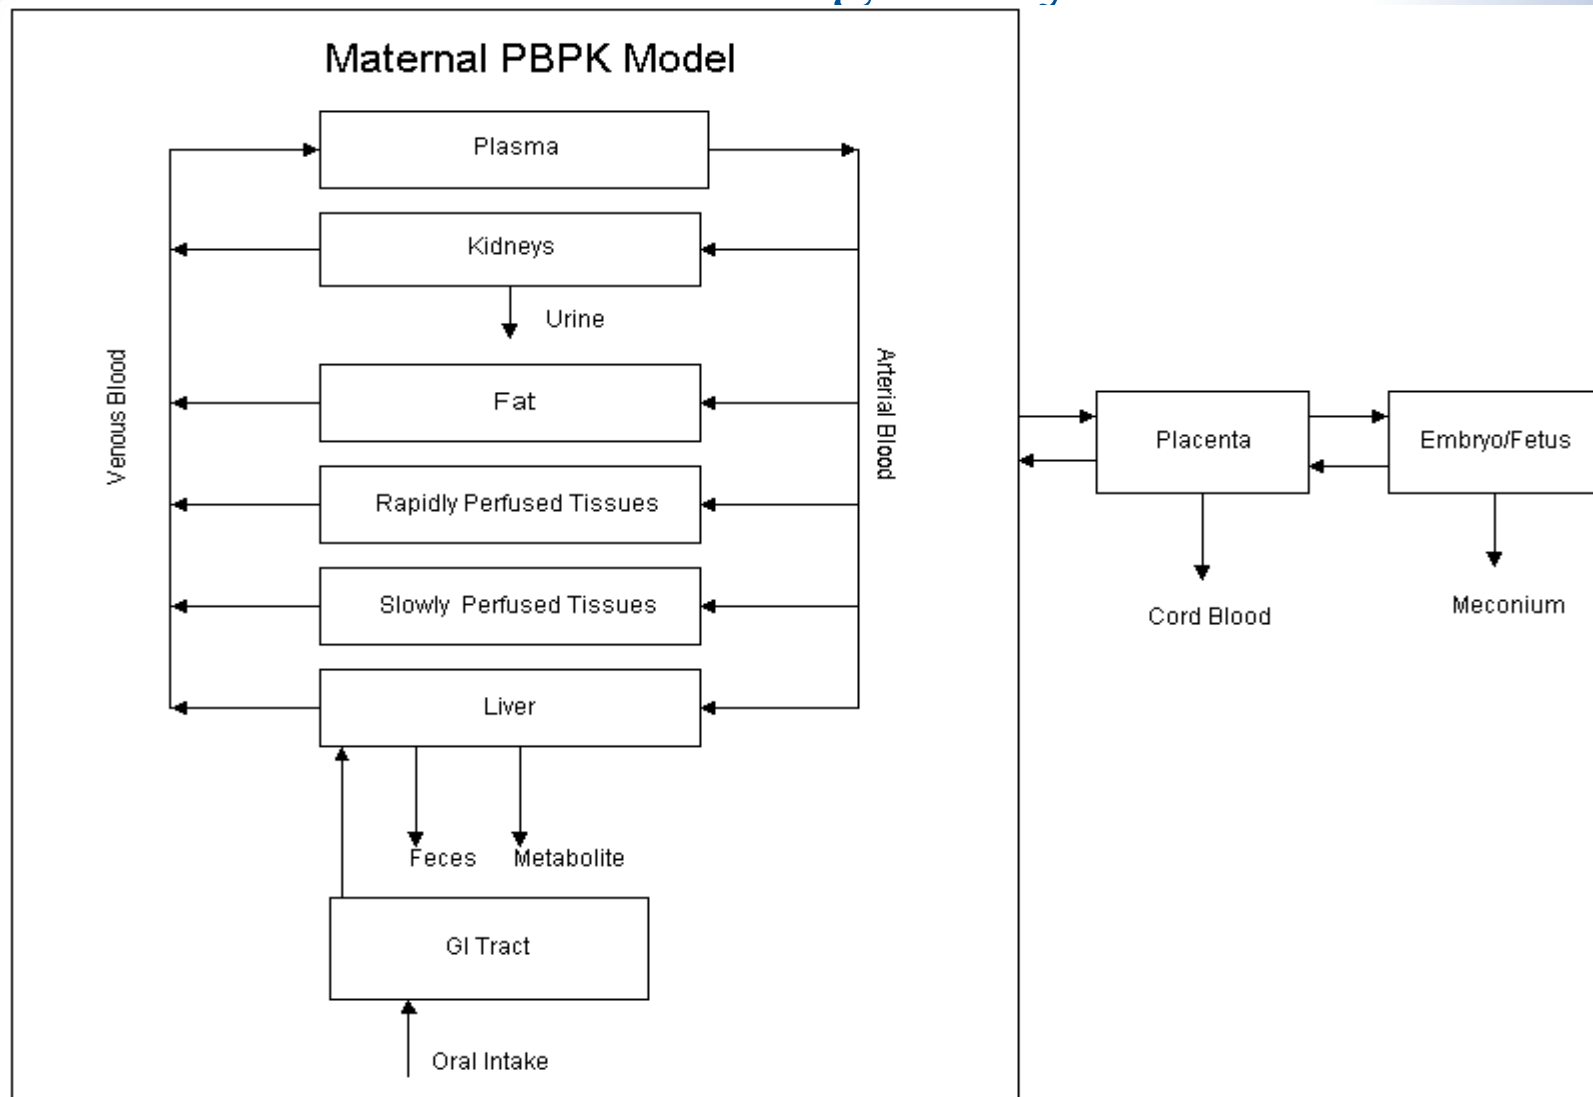 Maternal PBPK Model
Plasma
Kidneys
Urine
Venous Blood
Fat
Arterial Blood
Placenta
Embryo/Fetus
Rapidly Perfused Tissues
Slowly Perfused Tissues
Cord Blood
Meconium
Liver
Feces
Metabolite
GI Tract
Oral Intake